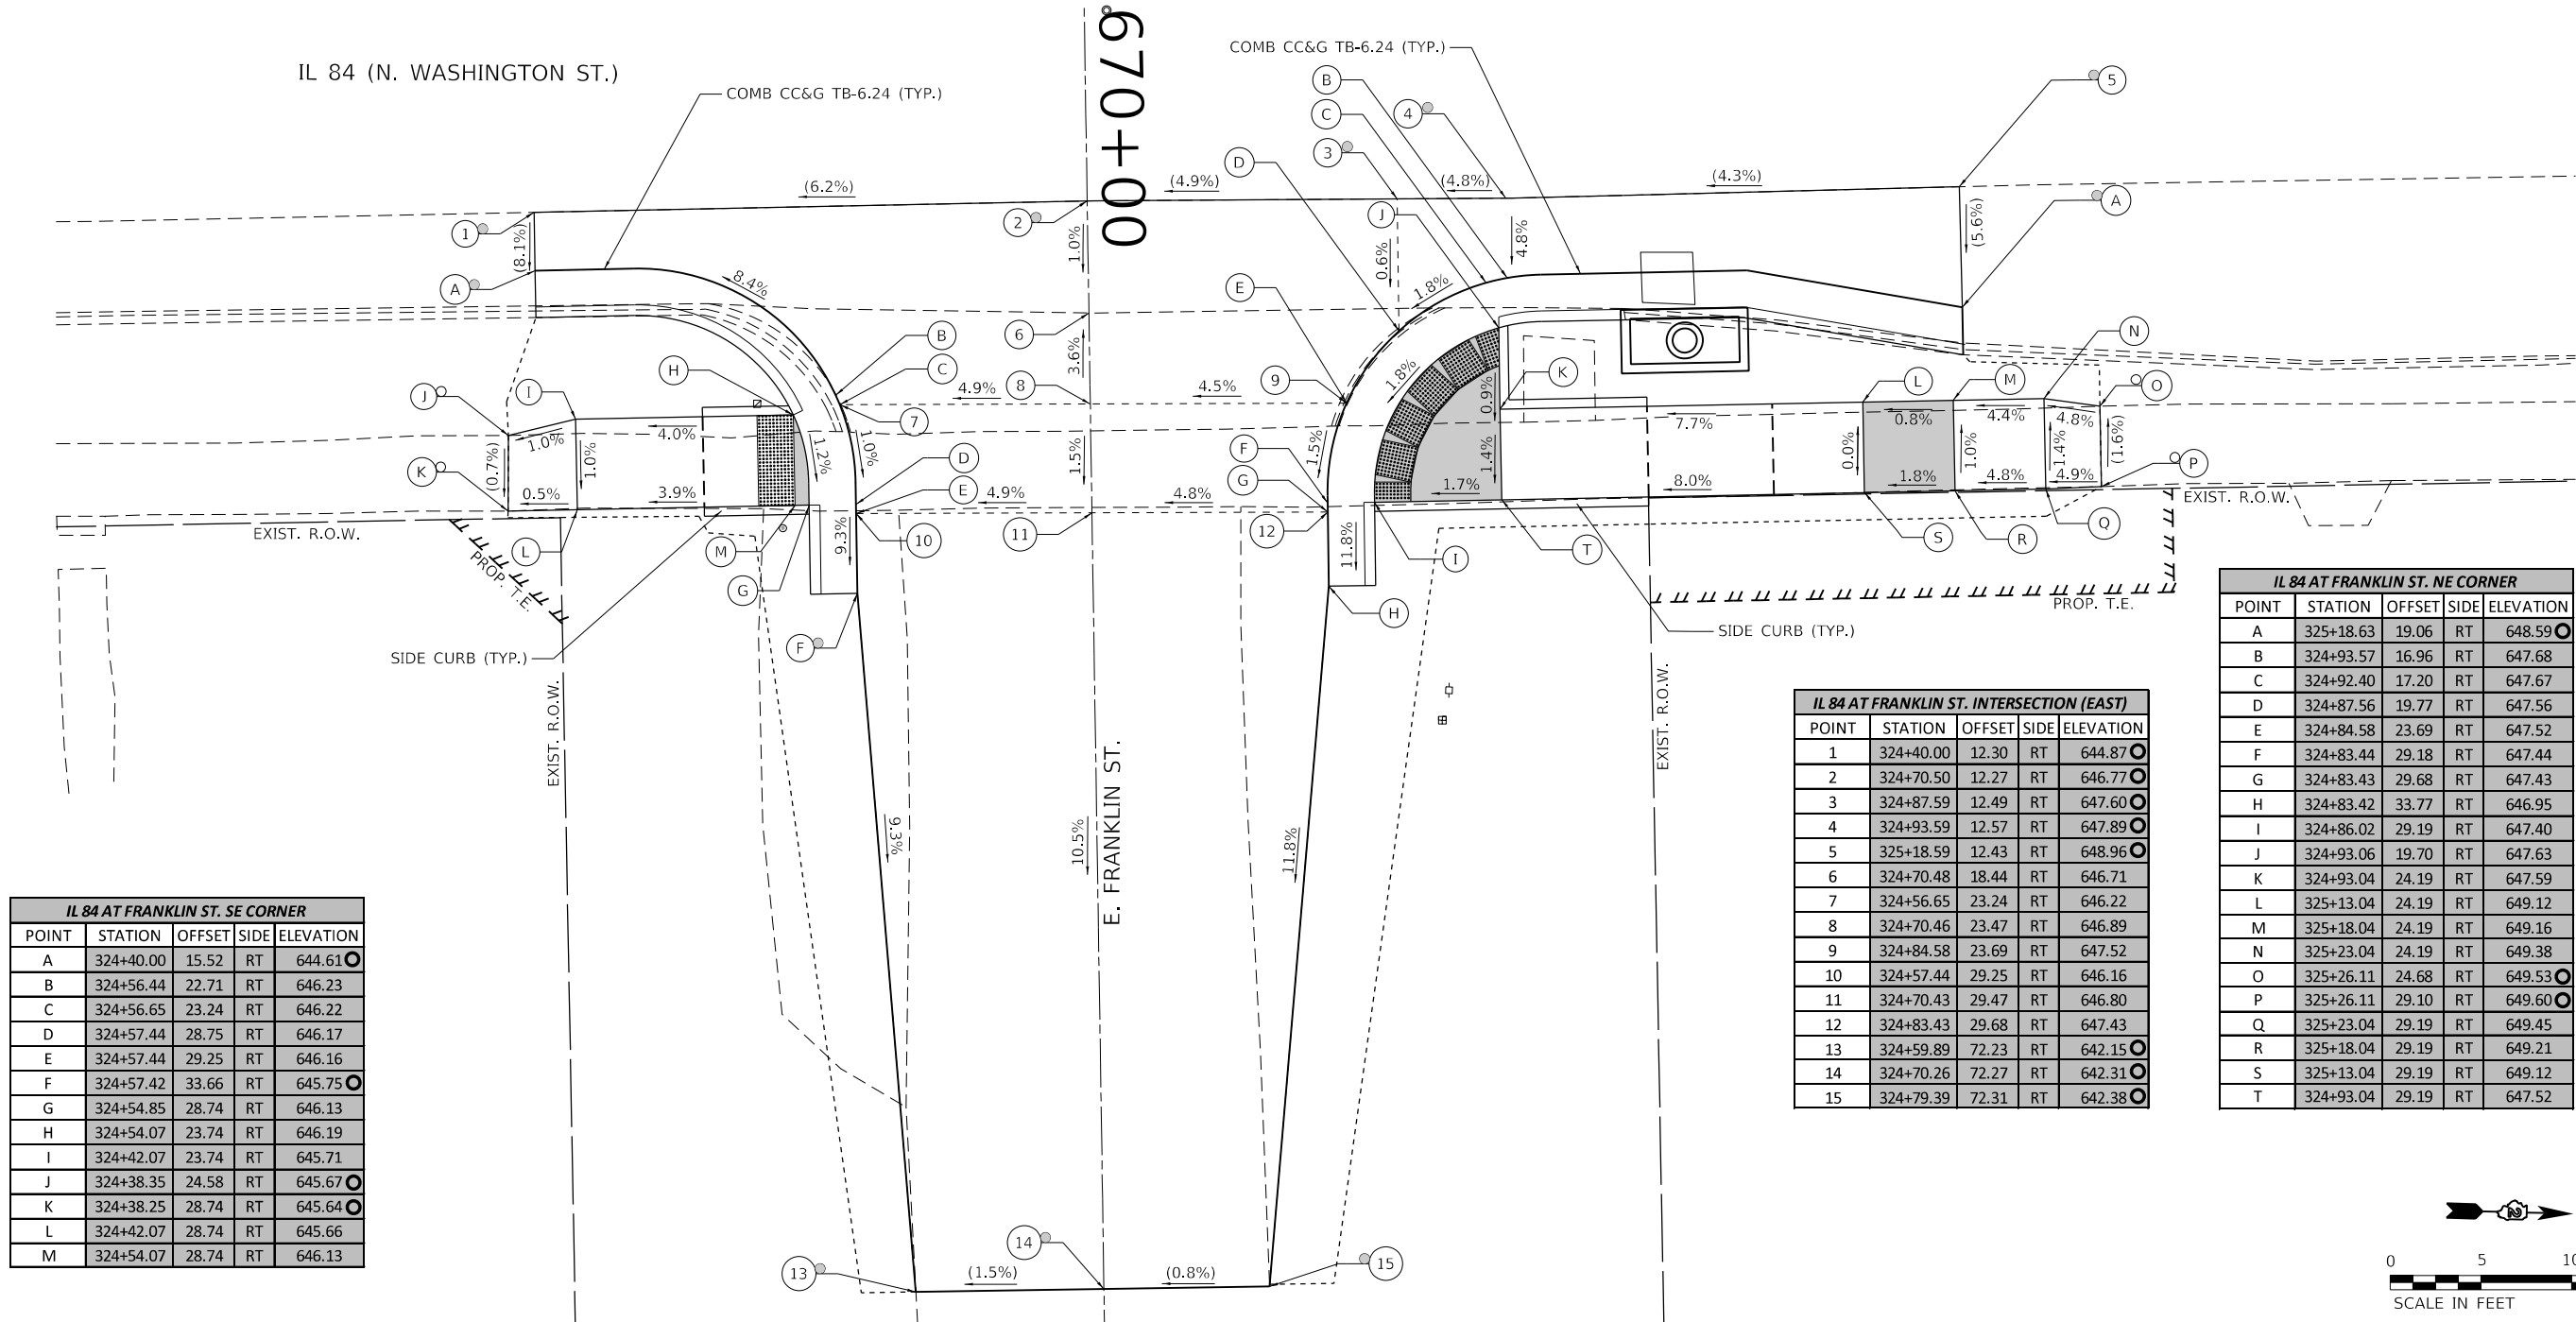 IL 84 (N. WASHINGTON ST.)
COMB CC&G TB-6.24 (TYP.)
670+00
COMB CC&G TB-6.24 (TYP.)
B
C
4
3
D
5
A
J
E
(6.2%)
(4.9%)
(4.8%)
(4.3%)
1
2
(8.1%)
1.0%
0.6%
4.8%
(5.6%)
A
8.4%
1.8%
6
B
C
H
3.6%
9
1.8%
0.9%
K
N
L
M
O
J
I
4.9%
8
4.5%
7
7.7%
0.8%
4.4%
4.8%
1.0%
4.0%
(0.7%)
1.0%
1.2%
1.0%
1.5%
1.5%
F
G
1.4%
0.0%
1.0%
1.4%
(1.6%)
K
D
E
P
0.5%
3.9%
4.9%
4.8%
1.7%
8.0%
1.8%
4.8%
4.9%
EXIST. R.O.W.
EXIST. R.O.W.
L
PROP. T.E.
M
9.3%
10
11
12
11.8%
I
T
S
R
Q
G
H
F
SIDE CURB (TYP.)
SIDE CURB (TYP.)
PROP. T.E.
EXIST. R.O.W.
EXIST. R.O.W.
9.3%
10.5%
E. FRANKLIN ST.
11.8%
13
14
15
(1.5%)
(0.8%)
IL 84 AT FRANKLIN ST. SE CORNER
POINT STATION OFFSET SIDE ELEVATION
A 324+40.00 15.52 RT 644.61
B 324+56.44 22.71 RT 646.23
C 324+56.65 23.24 RT 646.22
D 324+57.44 28.75 RT 646.17
E 324+57.44 29.25 RT 646.16
F 324+57.42 33.66 RT 645.75
G 324+54.85 28.74 RT 646.13
H 324+54.07 23.74 RT 646.19
I 324+42.07 23.74 RT 645.71
J 324+38.35 24.58 RT 645.67
K 324+38.25 28.74 RT 645.64
L 324+42.07 28.74 RT 645.66
M 324+54.07 28.74 RT 646.13
IL 84 AT FRANKLIN ST. INTERSECTION (EAST)
POINT STATION OFFSET SIDE ELEVATION
1 324+40.00 12.30 RT 644.87
2 324+70.50 12.27 RT 646.77
3 324+87.59 12.49 RT 647.60
4 324+93.59 12.57 RT 647.89
5 325+18.59 12.43 RT 648.96
6 324+70.48 18.44 RT 646.71
7 324+56.65 23.24 RT 646.22
8 324+70.46 23.47 RT 646.89
9 324+84.58 23.69 RT 647.52
10 324+57.44 29.25 RT 646.16
11 324+70.43 29.47 RT 646.80
12 324+83.43 29.68 RT 647.43
13 324+59.89 72.23 RT 642.15
14 324+70.26 72.27 RT 642.31
15 324+79.39 72.31 RT 642.38
IL 84 AT FRANKLIN ST. NE CORNER
POINT STATION OFFSET SIDE ELEVATION
A 325+18.63 19.06 RT 648.59
B 324+93.57 16.96 RT 647.68
C 324+92.40 17.20 RT 647.67
D 324+87.56 19.77 RT 647.56
E 324+84.58 23.69 RT 647.52
F 324+83.44 29.18 RT 647.44
G 324+83.43 29.68 RT 647.43
H 324+83.42 33.77 RT 646.95
I 324+86.02 29.19 RT 647.40
J 324+93.06 19.70 RT 647.63
K 324+93.04 24.19 RT 647.59
L 325+13.04 24.19 RT 649.12
M 325+18.04 24.19 RT 649.16
N 325+23.04 24.19 RT 649.38
O 325+26.11 24.68 RT 649.53
P 325+26.11 29.10 RT 649.60
Q 325+23.04 29.19 RT 649.45
R 325+18.04 29.19 RT 649.21
S 325+13.04 29.19 RT 649.12
T 324+93.04 29.19 RT 647.52
0 5 10
SCALE IN FEET